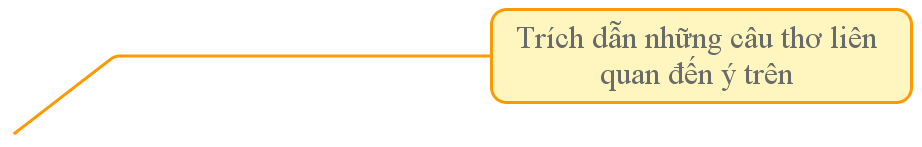 Trích dẫn những câu thơ liên
quan đến ý trên